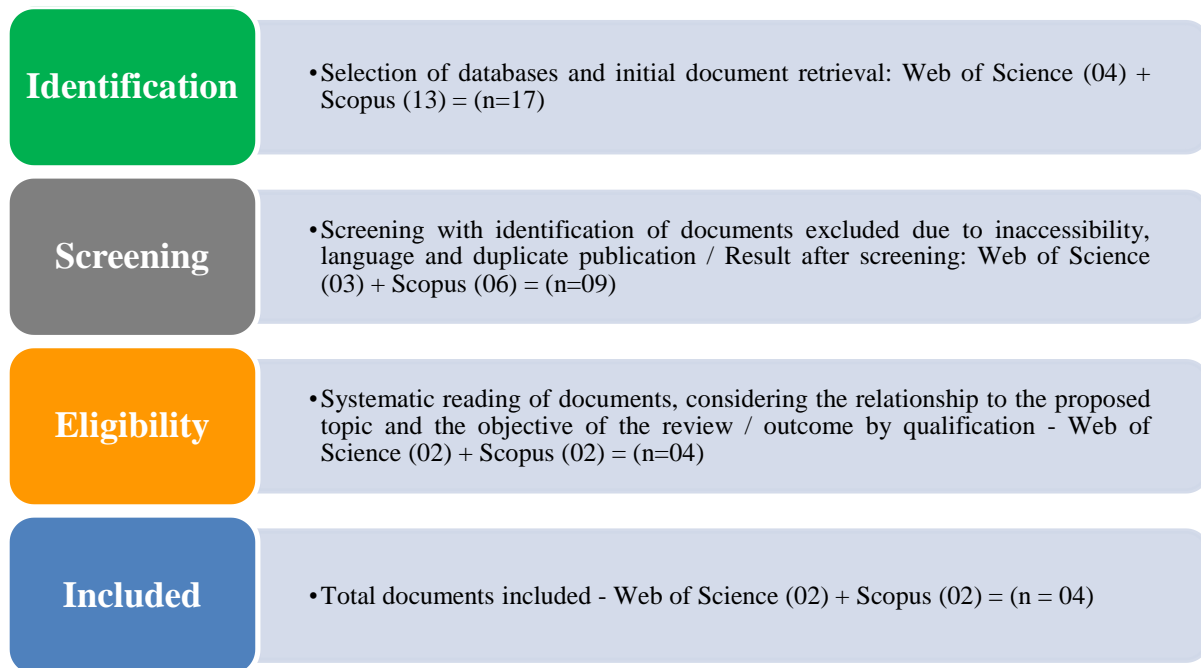 Identification
•Selection of databases and initial document retrieval: Web of Science (04) +
Scopus (13) = (n=17)
Screening
•Screening with identification of documents excluded due to inaccessibility,
language and duplicate publication / Result after screening: Web of Science
(03) + Scopus (06) = (n=09)
Eligibility
•Systematic reading of documents, considering the relationship to the proposed
topic and the objective of the review / outcome by qualification - Web of
Science (02) + Scopus (02) = (n=04)
Included
•Total documents included - Web of Science (02) + Scopus (02) = (n = 04)